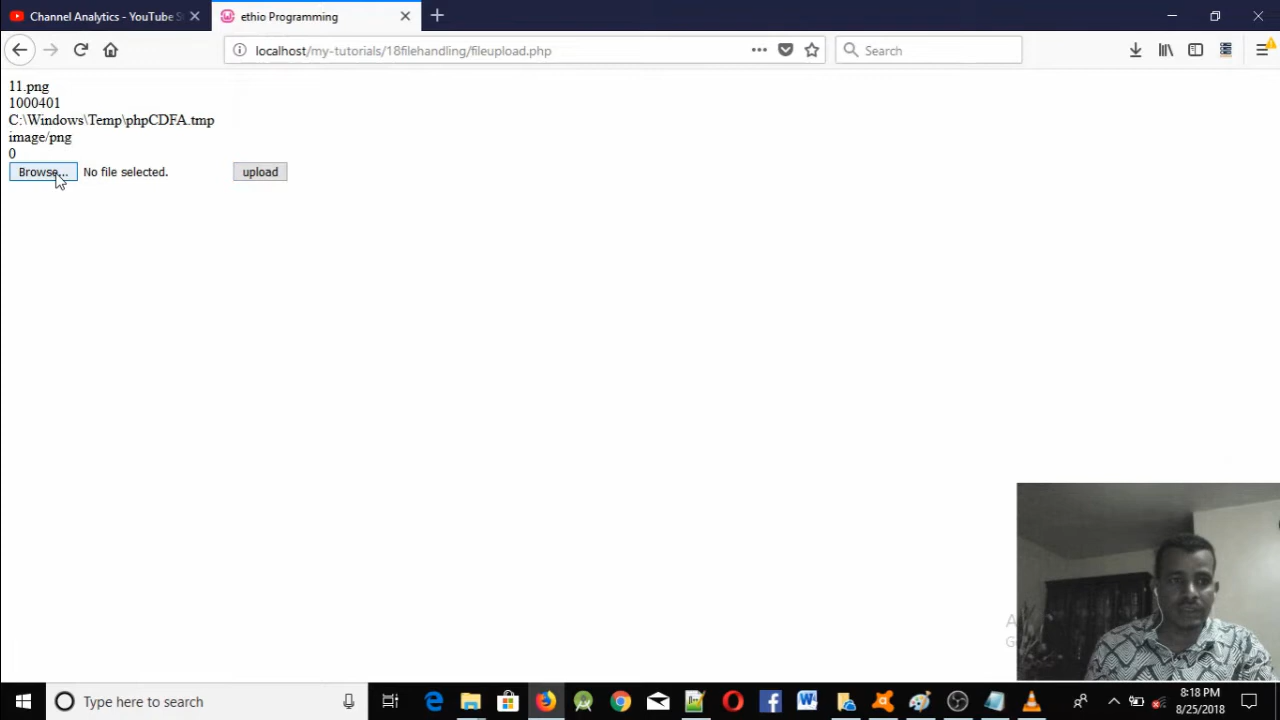 Channel Analytics - YouTube S
ethio Programming
localhost/my-tutorials/18filehandling/fileupload.php
Search
11.png
1000401
C:\Windows\Temp\phpCDFA.tmp
image/png
0
Browse... No file selected. upload
Type here to search
8:18 PM
8/25/2018